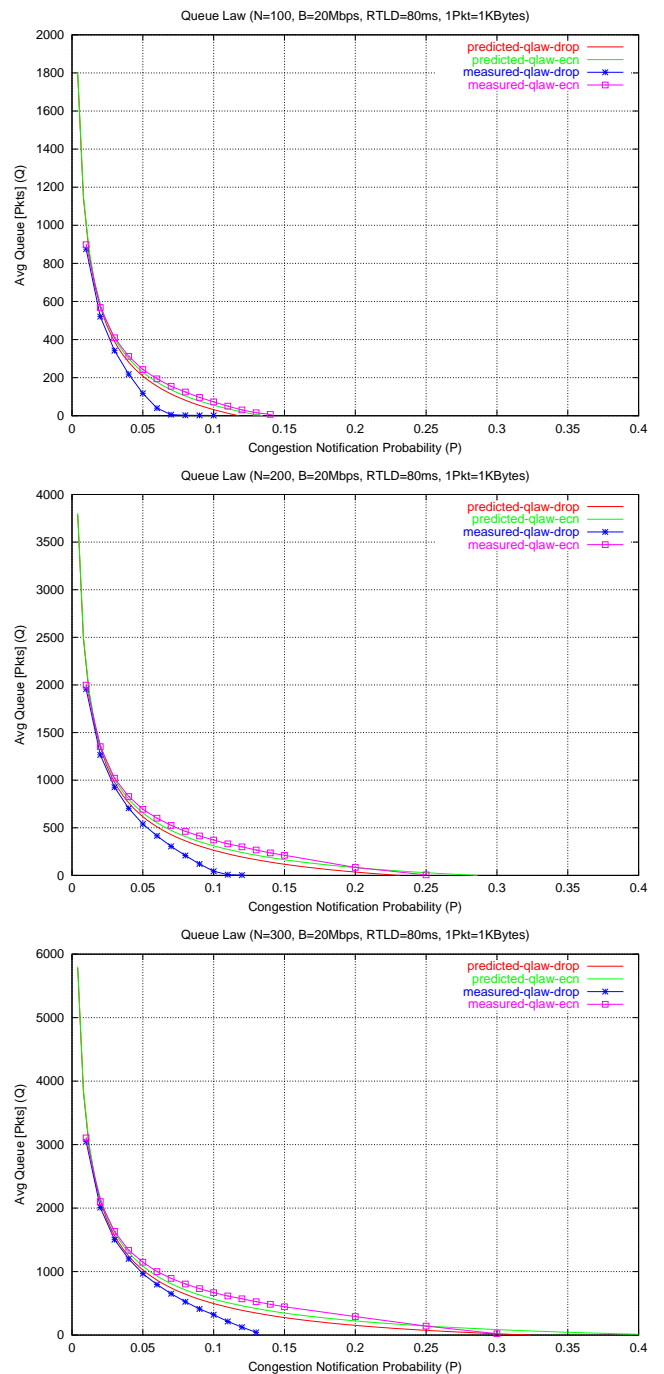 Queue Law (N=100, B=20Mbps, RTLD=80ms, 1Pkt=1KBytes)
2000
1800
1600
1400
1200
1000
800
600
400
200
0
Avg Queue [Pkts] (Q)
predicted-qlaw-drop
predicted-qlaw-ecn
measured-qlaw-drop
measured-qlaw-ecn
0 0.05 0.1 0.15 0.2 0.25 0.3 0.35 0.4
Congestion Notification Probability (P)
Queue Law (N=200, B=20Mbps, RTLD=80ms, 1Pkt=1KBytes)
4000
3500
3000
2500
2000
1500
1000
500
0
Avg Queue [Pkts] (Q)
predicted-qlaw-drop
predicted-qlaw-ecn
measured-qlaw-drop
measured-qlaw-ecn
0 0.05 0.1 0.15 0.2 0.25 0.3 0.35 0.4
Congestion Notification Probability (P)
Queue Law (N=300, B=20Mbps, RTLD=80ms, 1Pkt=1KBytes)
6000
5000
4000
3000
2000
1000
0
Avg Queue [Pkts] (Q)
predicted-qlaw-drop
predicted-qlaw-ecn
measured-qlaw-drop
measured-qlaw-ecn
0 0.05 0.1 0.15 0.2 0.25 0.3 0.35 0.4
Congestion Notification Probability (P)